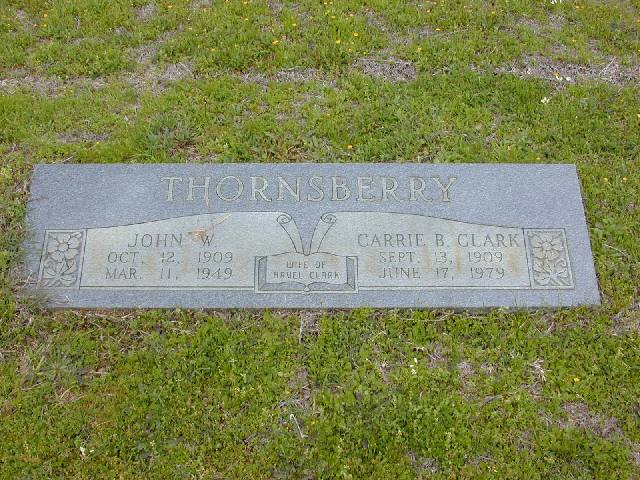 THORNSBERRY
JOHN W.
OCT. 12, 1909
MAR. 11, 1949
WIFE OF
ARVEL CLARK
CARRIE B. CLARK
SEPT. 13, 1909
JUNE 17, 1979